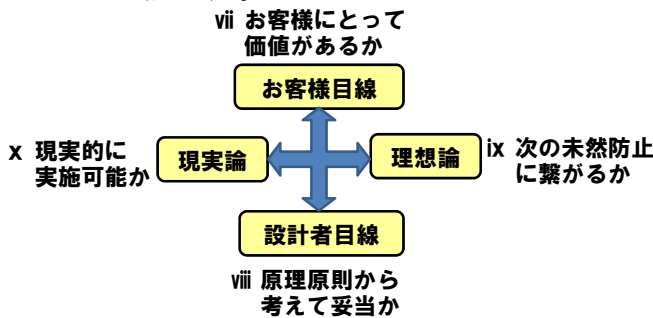 ⅶ お客様にとって
価値があるか
お客様目線
ⅹ 現実的に
実施可能か
現実論
理想論
ⅸ 次の未然防止
に繋がるか
設計者目線
ⅷ 原理原則から
考えて妥当か